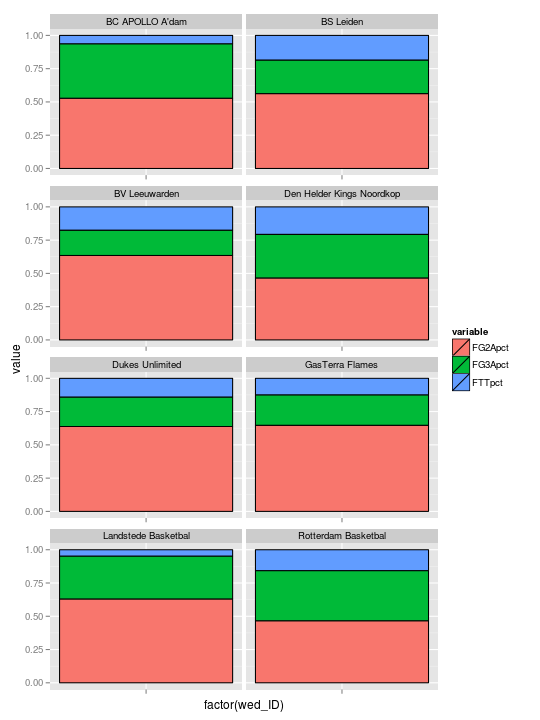 BC APOLLO A'dam
BS Leiden
1.00
0.75
0.50
0.25
0.00
BV Leeuwarden
Den Helder Kings Noordkop
1.00
0.75
0.50
0.25
0.00
Dukes Unlimited
GasTerra Flames
1.00
0.75
0.50
0.25
0.00
Landstede Basketbal
Rotterdam Basketbal
1.00
0.75
0.50
0.25
0.00
value
factor(wed_ID)
variable
FG2Apct
FG3Apct
FTTpct